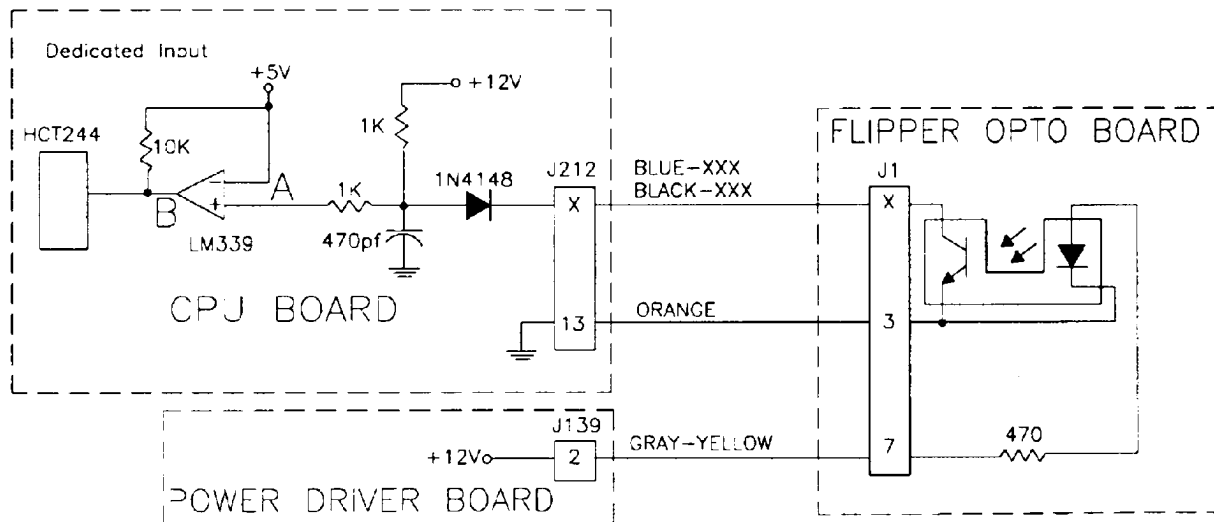 Dedicated Input
+5V
+12V
HCT244
10K
1K
A
1K
1N4148
J212
B
LM339
470pf
X
CPU BOARD
13
BLUE-XXX
BLACK-XXX
ORANGE
FLIPPER OPTO BOARD
J1
X
3
7
470
J139
+12V
2
GRAY-YELLOW
POWER DRIVER BOARD